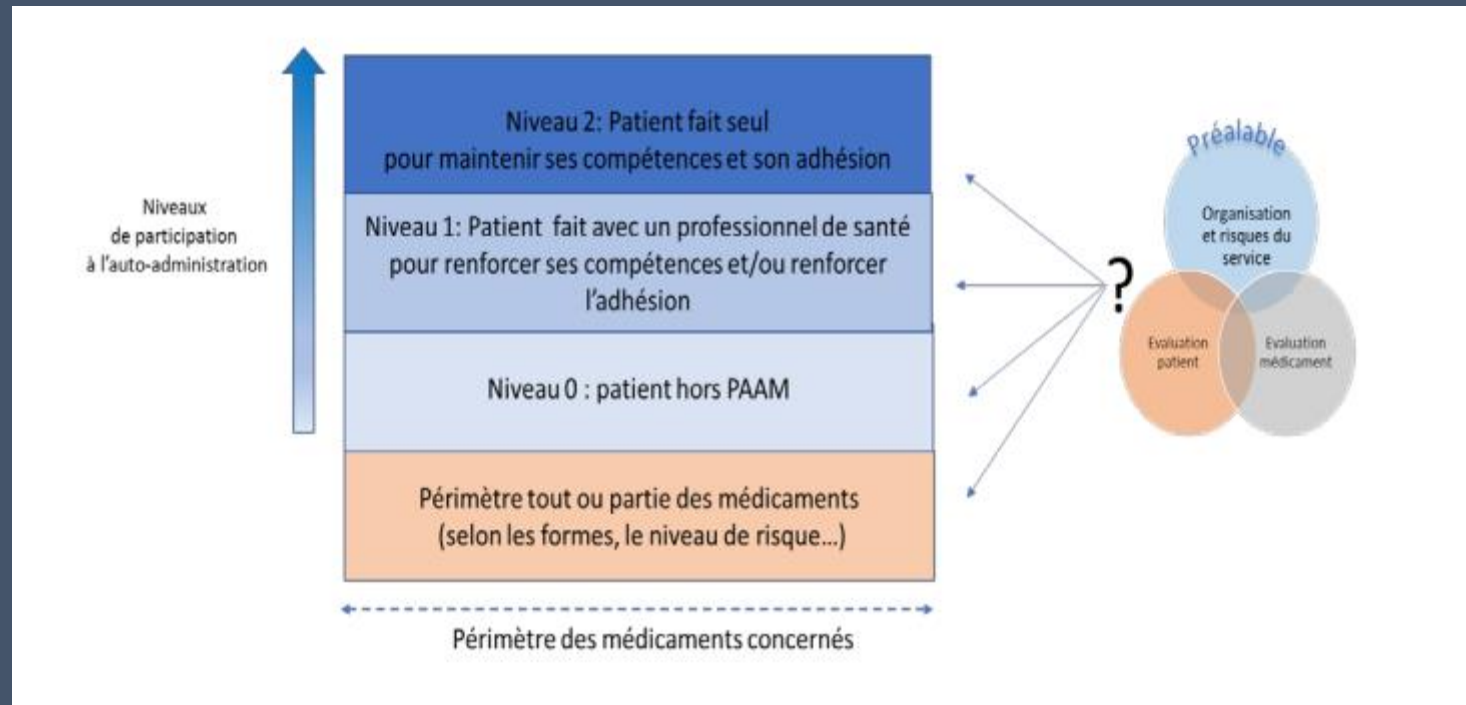 Niveau 2: Patient fait seul
pour maintenir ses compétences et son adhésion
Niveaux
de participation
à l'auto-administration
Niveau 1: Patient fait avec un professionnel de santé
pour renforcer ses compétences et/ou renforcer
l'adhésion
Niveau 0 : patient hors PAAM
Périmètre tout ou partie des médicaments
(selon les formes, le niveau de risque...)
Périmètre des médicaments concernés
?
Préalable
Organisation
et risques du
service
Evaluation
patient
Evaluation
médicament